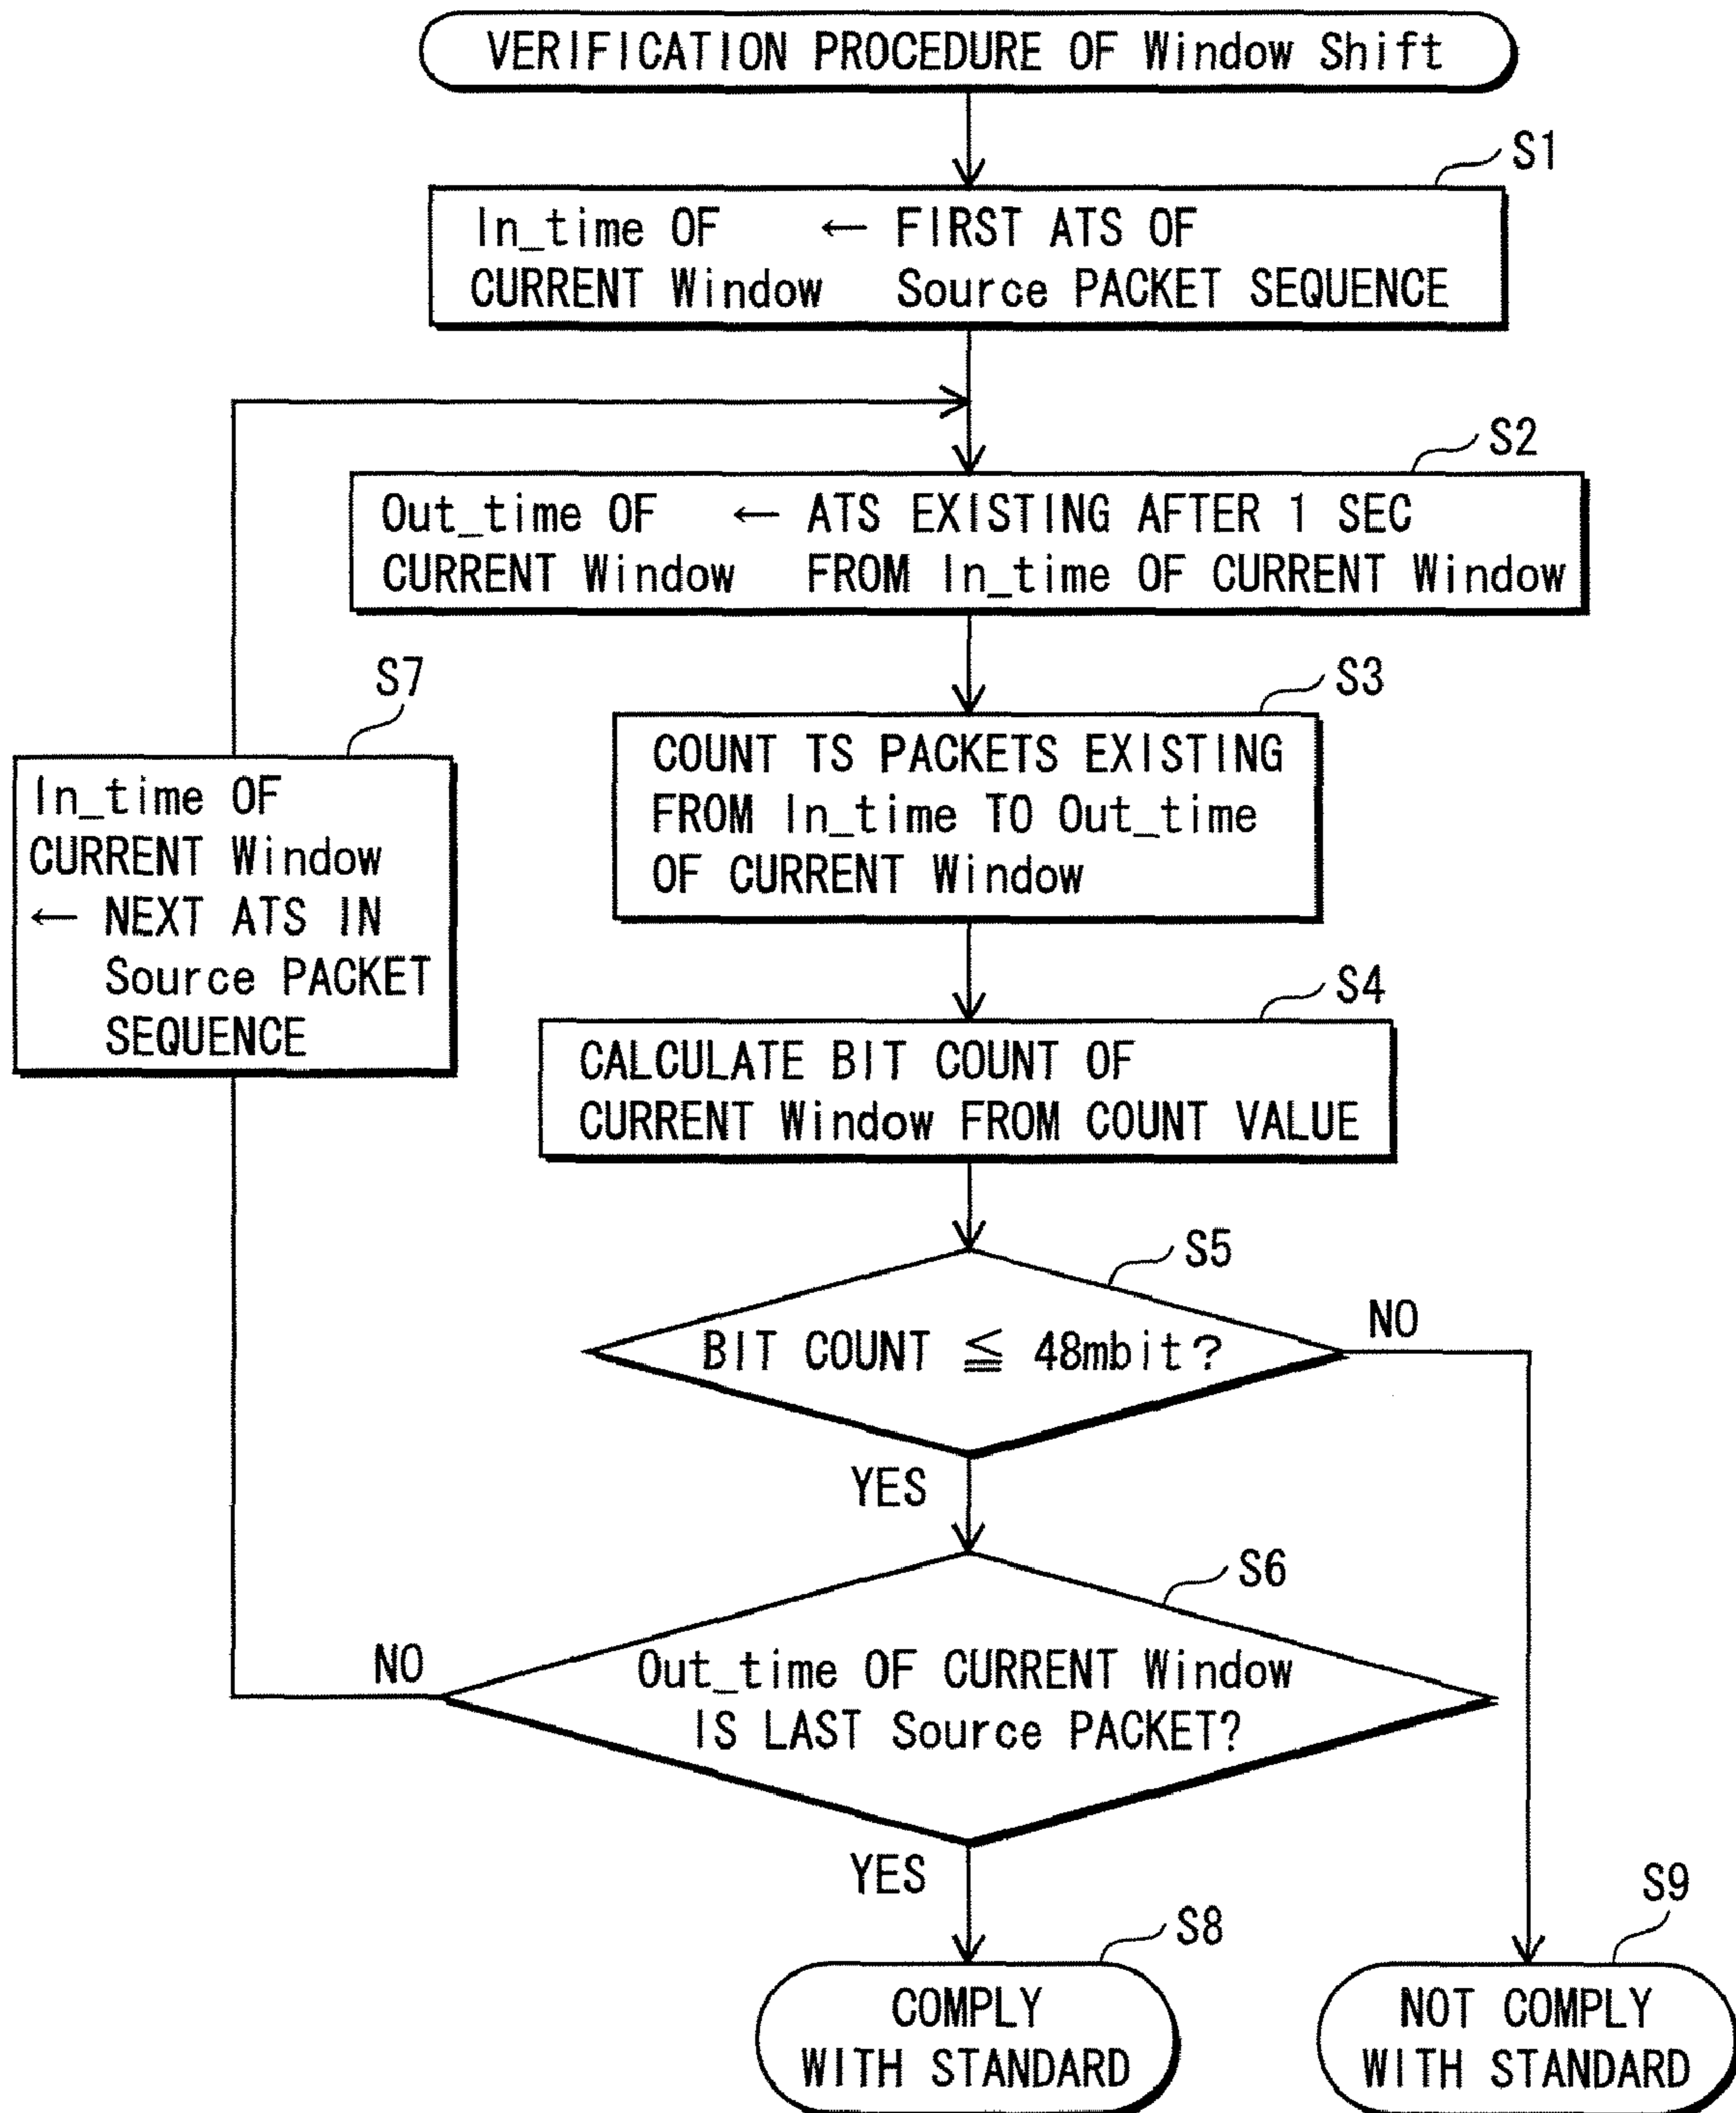 VERIFICATION PROCEDURE OF Window Shift
S1
In_time OF ← FIRST ATS OF
CURRENT Window Source PACKET SEQUENCE
S2
Out_time OF ← ATS EXISTING AFTER 1 SEC
CURRENT Window FROM In_time OF CURRENT Window
S7
In_time OF
CURRENT Window
← NEXT ATS IN
Source PACKET
SEQUENCE
S3
COUNT TS PACKETS EXISTING
FROM In_time TO Out_time
OF CURRENT Window
S4
CALCULATE BIT COUNT OF
CURRENT Window FROM COUNT VALUE
S5
BIT COUNT ≦ 48mbit?
NO
YES
S6
Out_time OF CURRENT Window
IS LAST Source PACKET?
NO
YES
S8
COMPLY
WITH STANDARD
S9
NOT COMPLY
WITH STANDARD